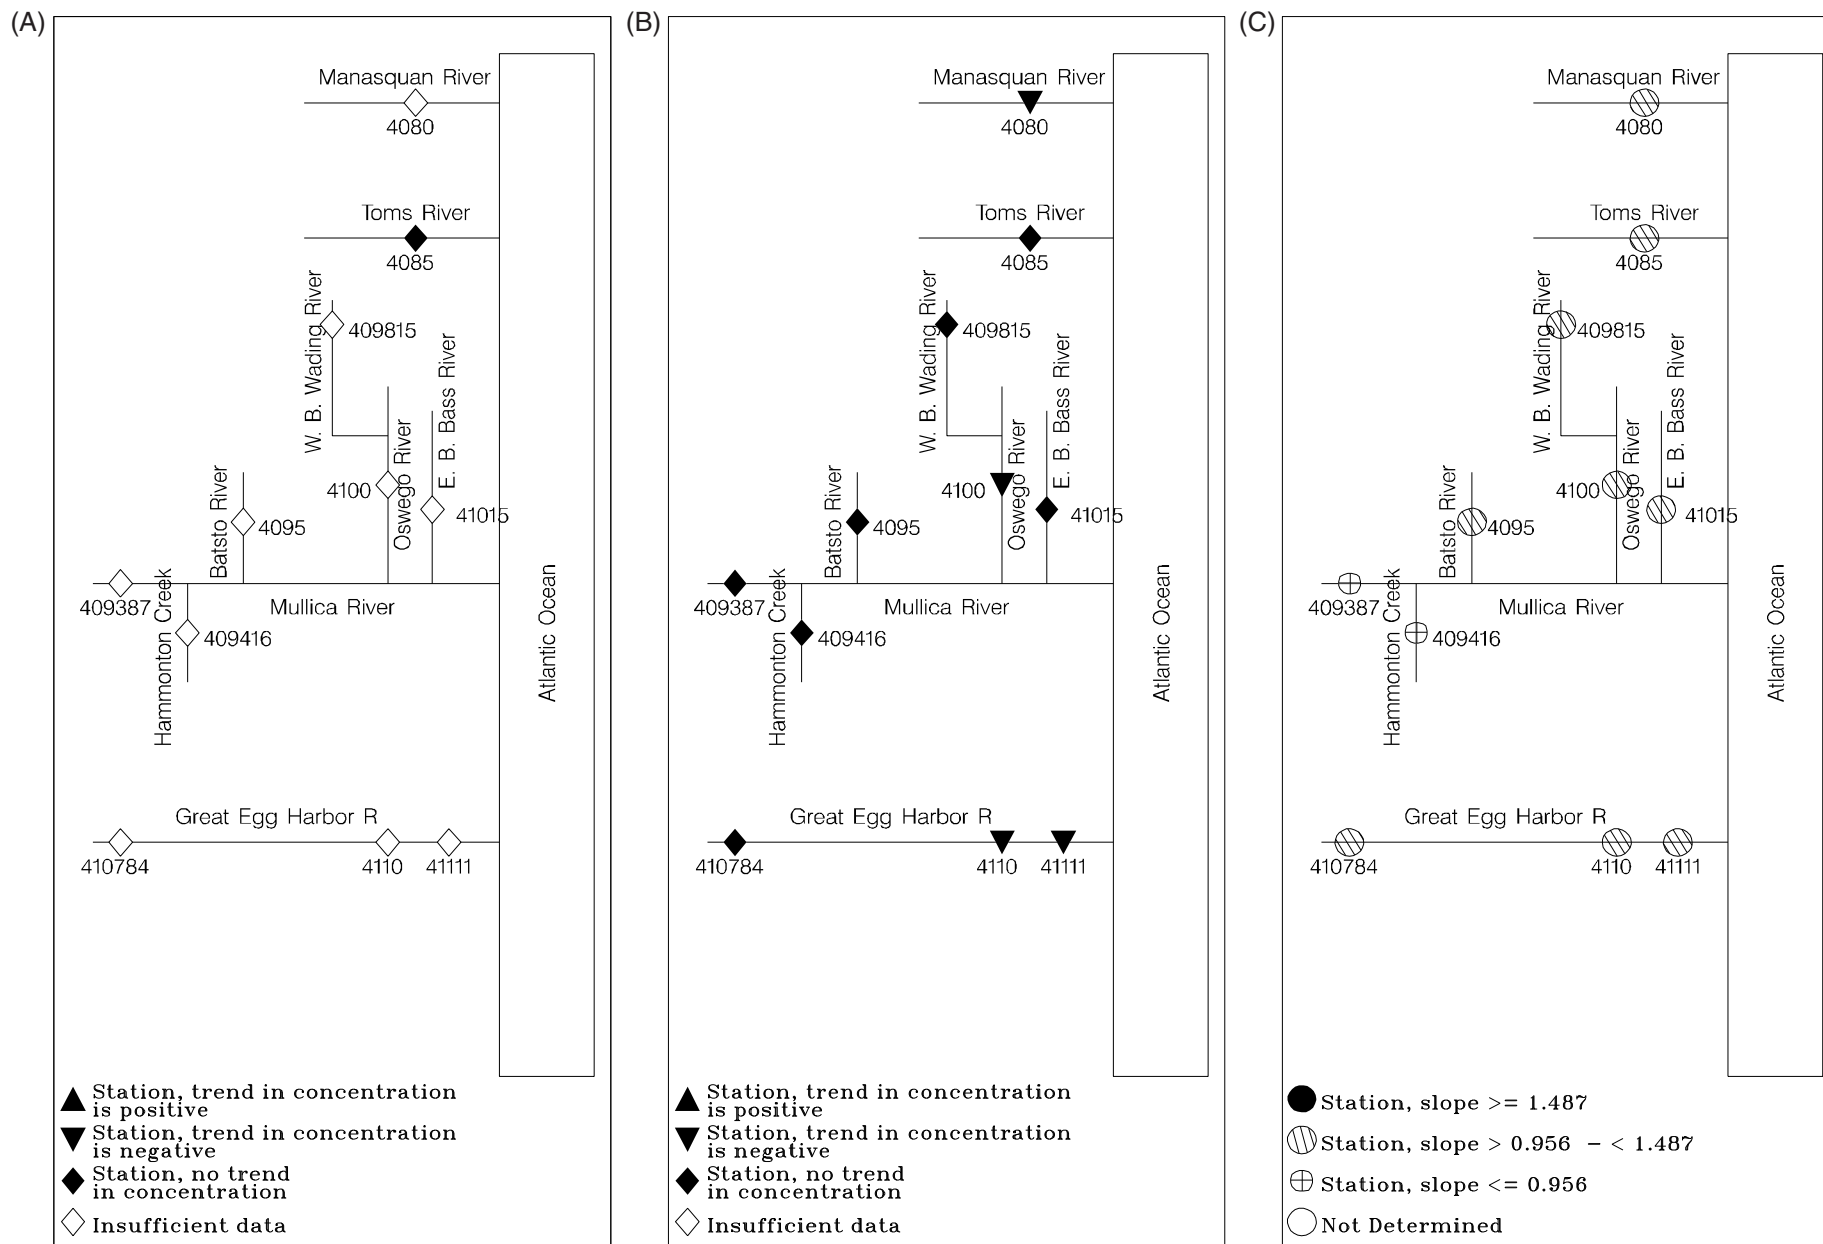 (A)
Manasquan River
4080
Toms River
4085
W. B. Wading River
409815
E. B. Bass River
Oswego River
4100
41015
Batsto River
4095
409387
Mullica River
Hammonton Creek
409416
Atlantic Ocean
Great Egg Harbor R
410784
4110
41111
Station, trend in concentration
is positive
Station, trend in concentration
is negative
Station, no trend
in concentration
Insufficient data
(B)
Manasquan River
4080
Toms River
4085
W. B. Wading River
409815
E. B. Bass River
Oswego River
4100
41015
Batsto River
4095
409387
Mullica River
Hammonton Creek
409416
Atlantic Ocean
Great Egg Harbor R
410784
4110
41111
Station, trend in concentration
is positive
Station, trend in concentration
is negative
Station, no trend
in concentration
Insufficient data
(C)
Manasquan River
4080
Toms River
4085
W. B. Wading River
409815
E. B. Bass River
Oswego River
4100
41015
Batsto River
4095
409387
Mullica River
Hammonton Creek
409416
Atlantic Ocean
Great Egg Harbor R
410784
4110
41111
Station, slope >= 1.487
Station, slope > 0.956 - < 1.487
Station, slope <= 0.956
Not Determined